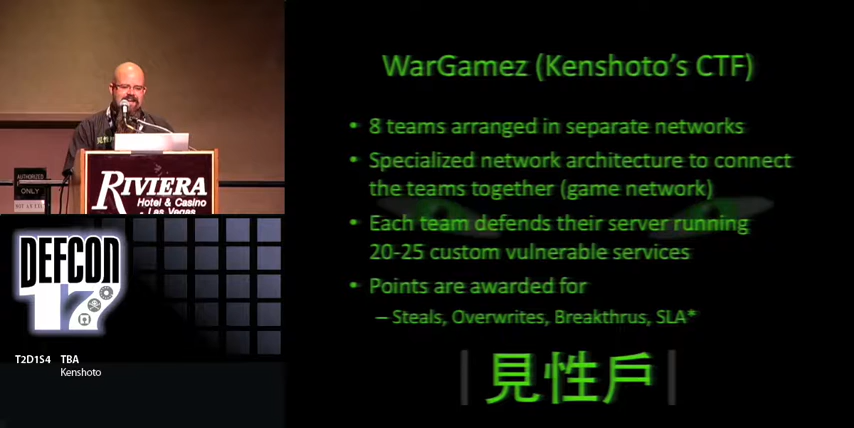 WarGamez (Kenshoto's CTF)
• 8 teams arranged in separate networks
• Specialized network architecture to connect
the teams together (game network)
• Each team defends their server running
20-25 custom vulnerable services
• Points are awarded for
– Steals, Overwrites, Breakthrus, SLA*
見性戶
AUTHORIZED
ONLY
RIVIERA
Hotel & Casino
Las Vegas
DEFCON
17
T2D1S4 TBA
Kenshoto